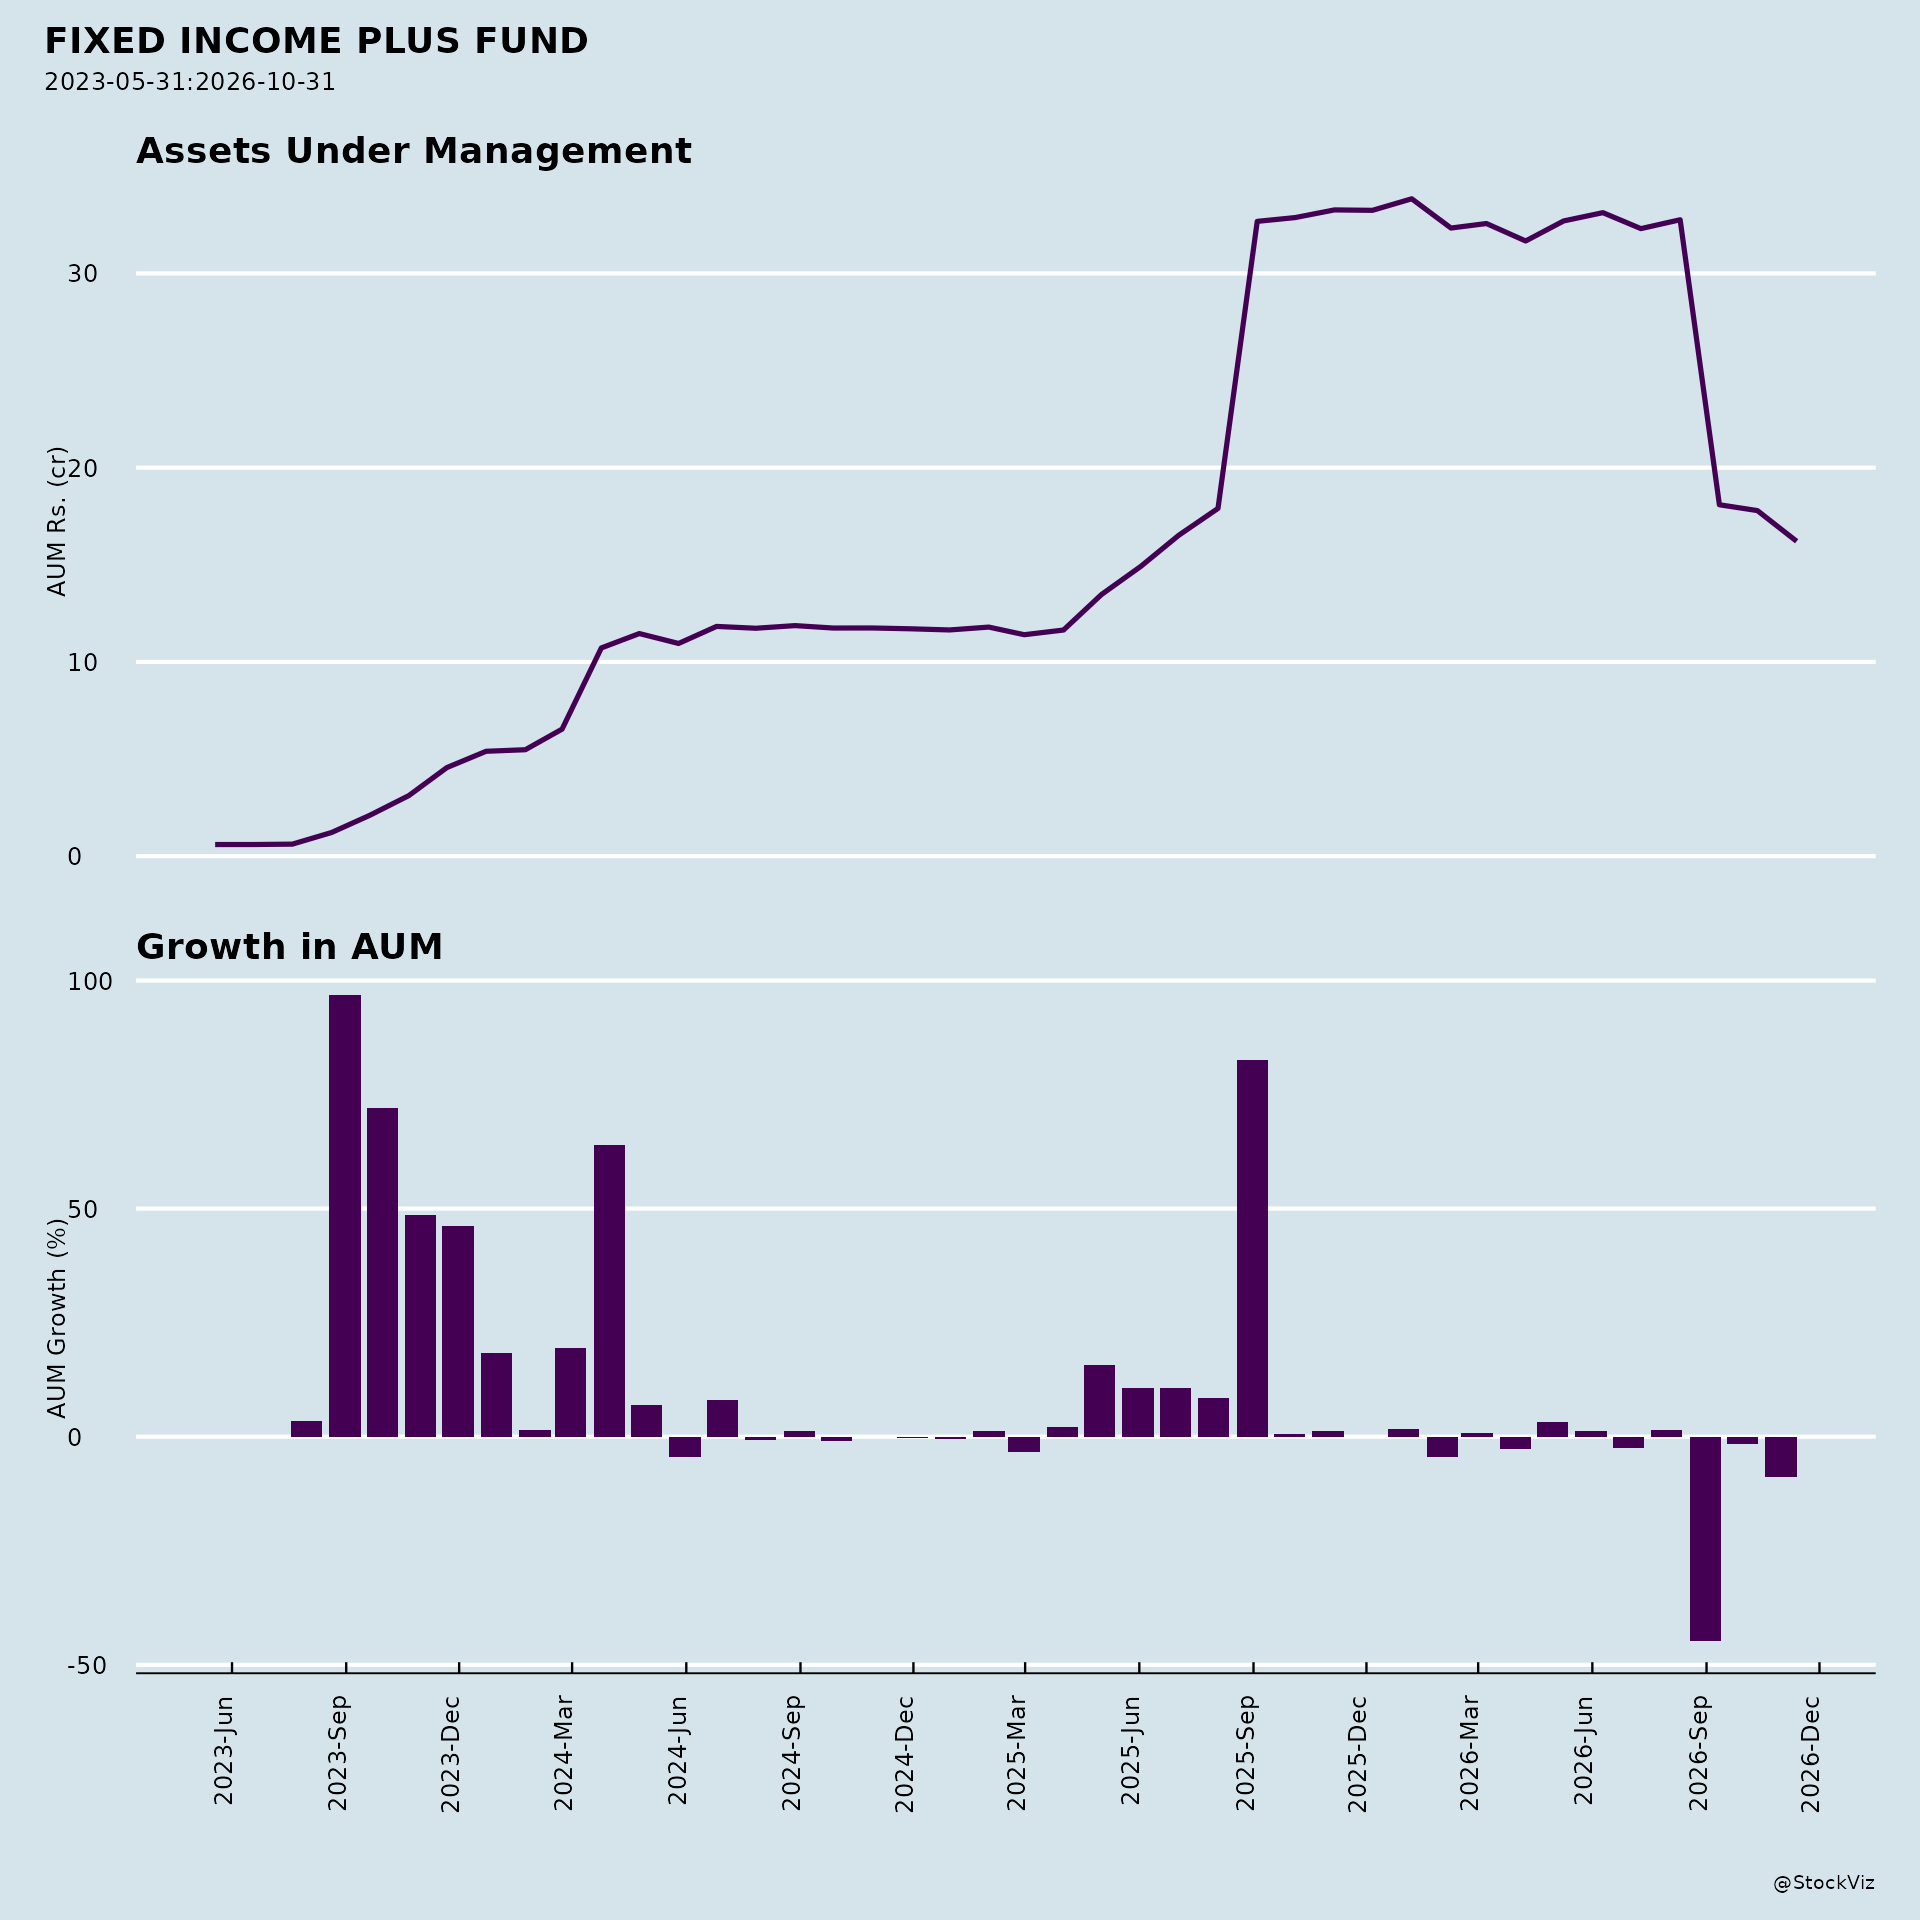 FIXED INCOME PLUS FUND
2023-05-31:2026-10-31
Assets Under Management
AUM Rs. (cr)
30
20
10
0
Growth in AUM
AUM Growth (%)
100
50
0
-50
2023-Jun
2023-Sep
2023-Dec
2024-Mar
2024-Jun
2024-Sep
2024-Dec
2025-Mar
2025-Jun
2025-Sep
2025-Dec
2026-Mar
2026-Jun
2026-Sep
2026-Dec
@StockViz